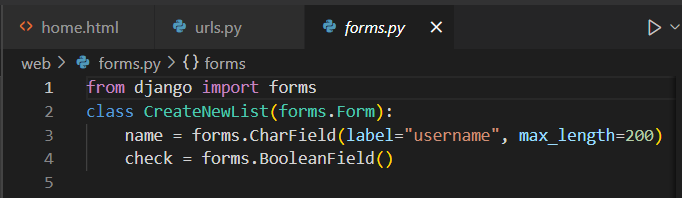 home.html urls.py forms.py
web > forms.py > {} forms
1 from django import forms
2 class CreateNewList(forms.Form):
3 name = forms.CharField(label="username", max_length=200)
4 check = forms.BooleanField()
5